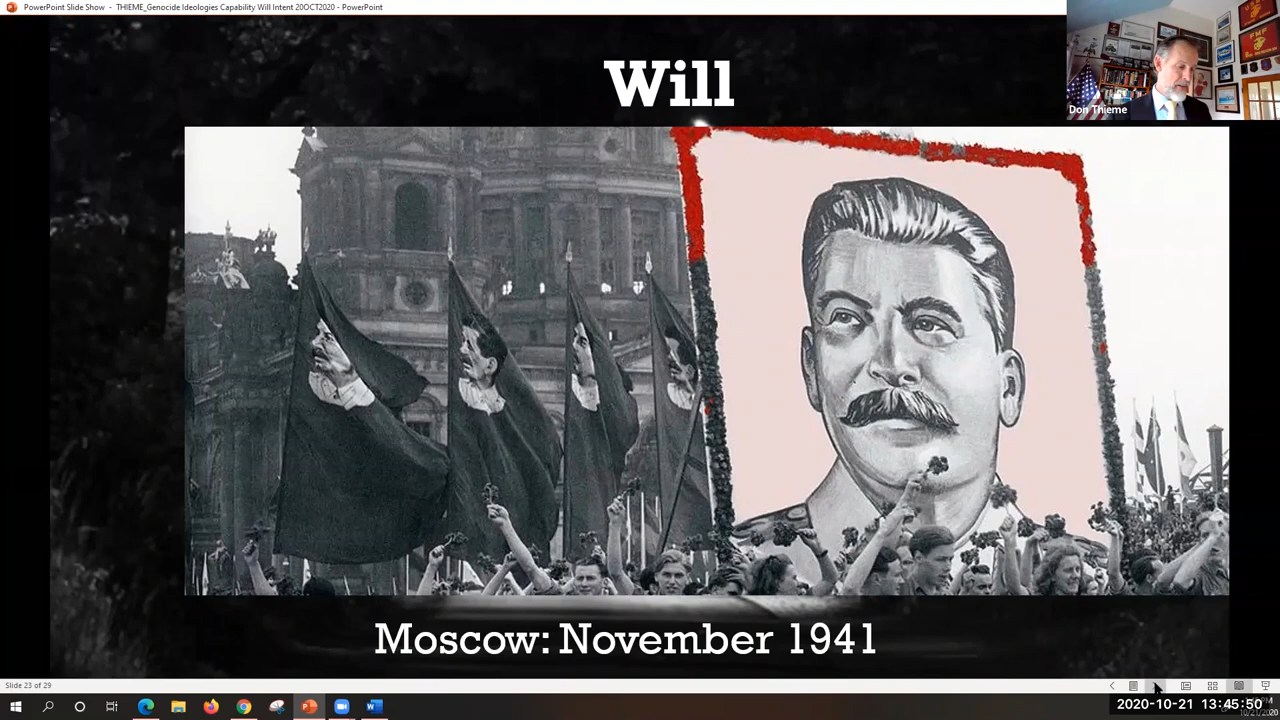 PowerPoint Slide Show - THIEME_Genocide Ideologies Capability Will Intent 20OCT2020 - PowerPoint
Will
Don Thieme
Moscow: November 1941
Slide 23 of 29
2020-10-21 13:45:50